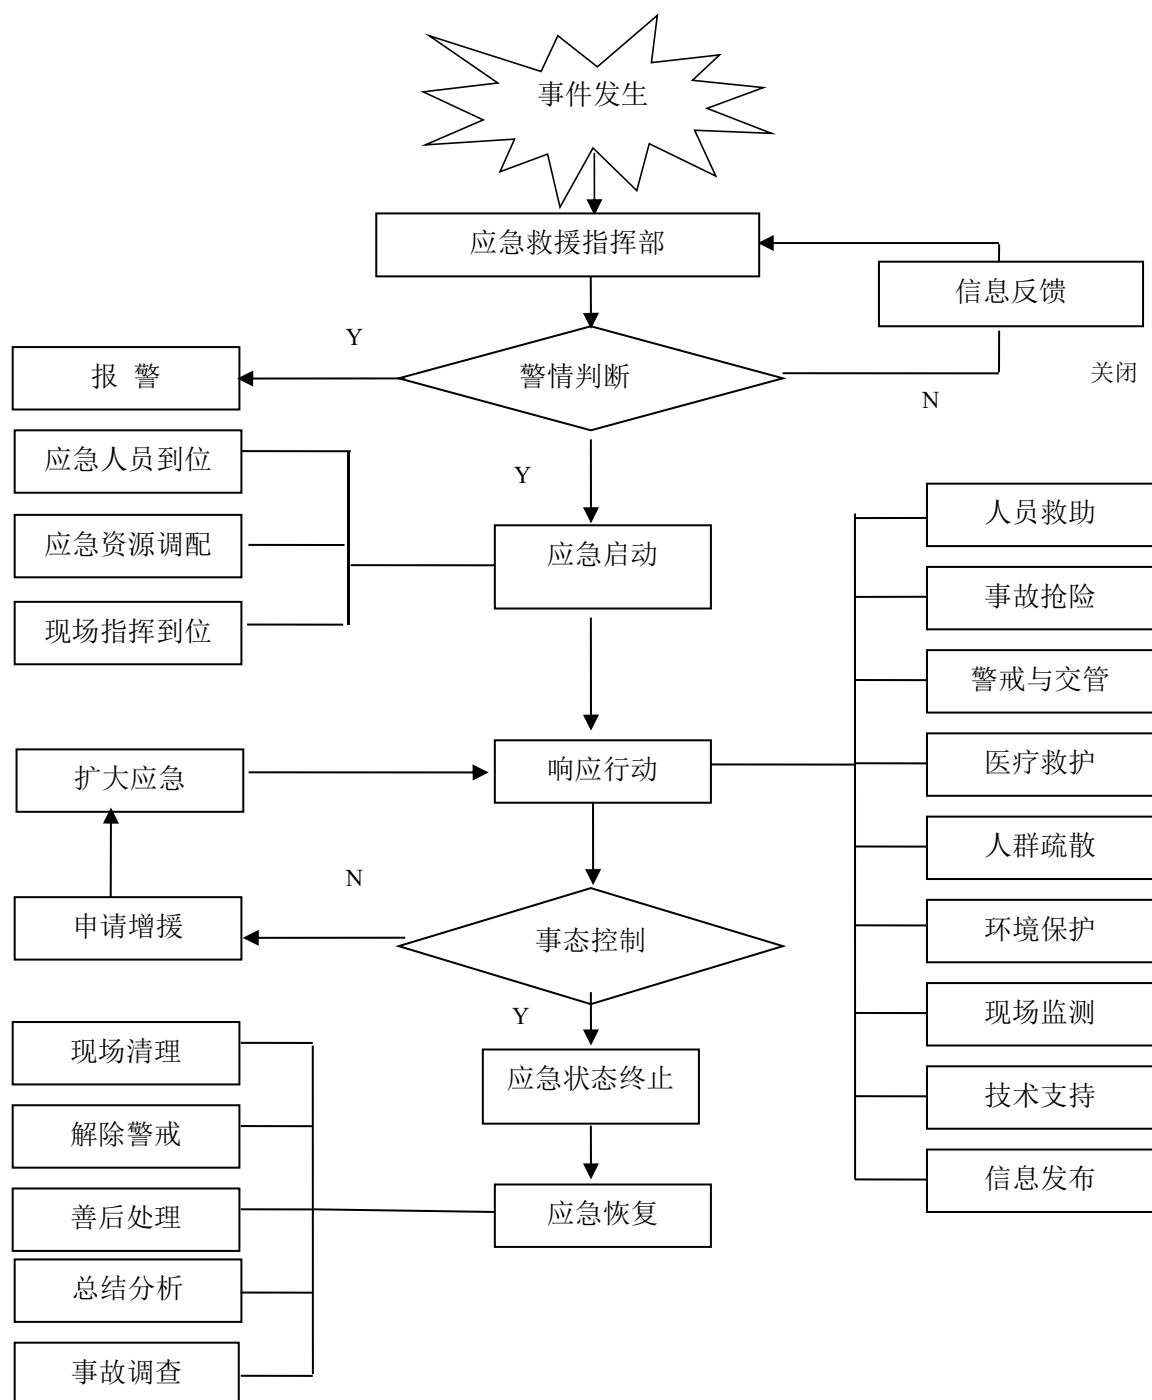 事件发生
应急救援指挥部
信息反馈
Y
报 警
警情判断
关闭
N
应急人员到位
Y
人员救助
应急资源调配
应急启动
事故抢险
现场指挥到位
警戒与交管
扩大应急
响应行动
医疗救护
人群疏散
N
申请增援
事态控制
环境保护
Y
现场清理
应急状态终止
现场监测
解除警戒
技术支持
善后处理
应急恢复
信息发布
总结分析
事故调查